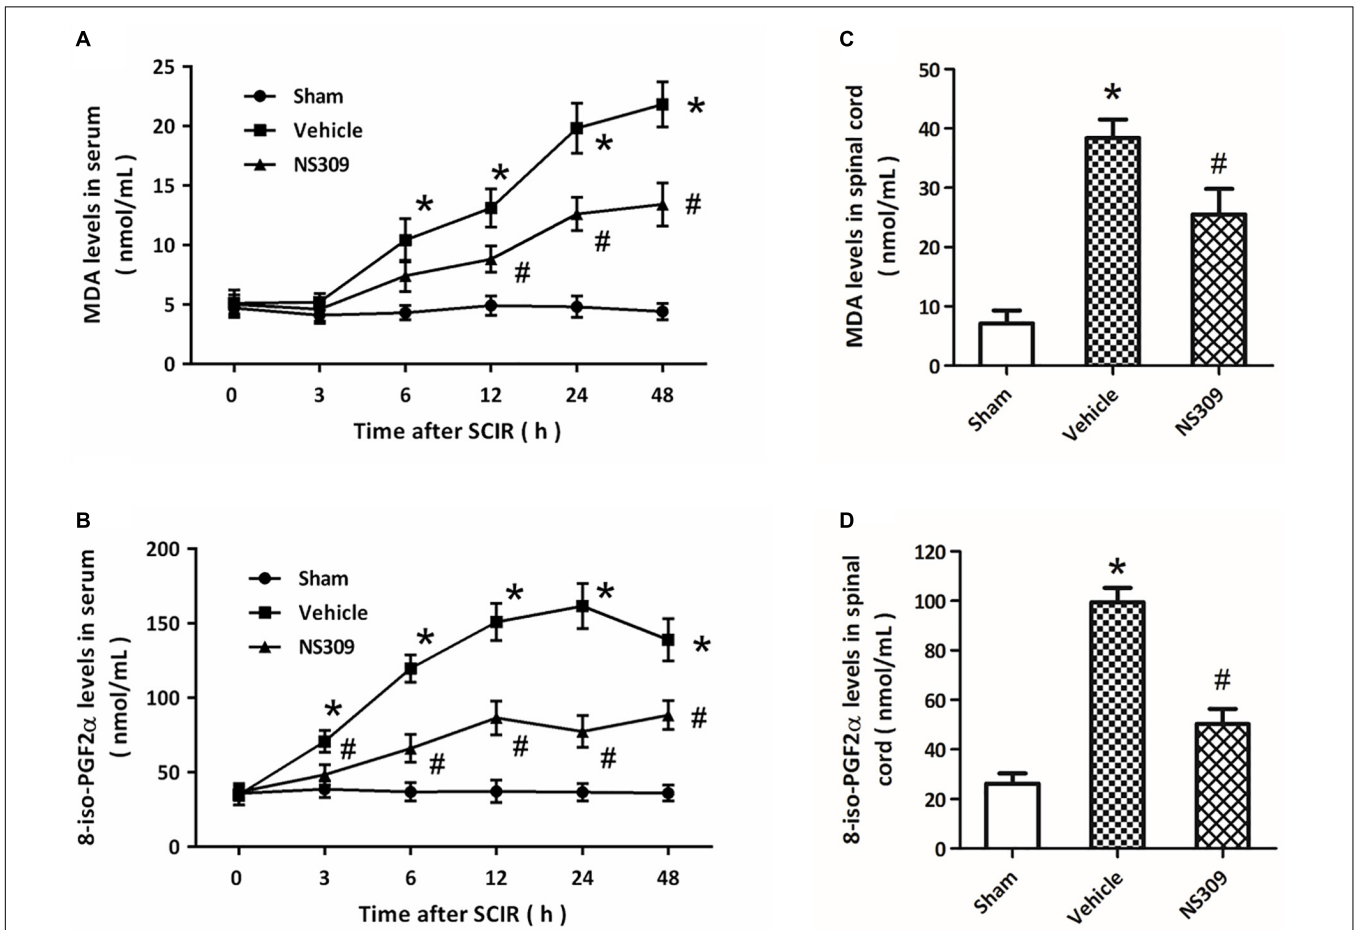 A
MDA levels in serum
( nmol/mL )
25
20
15
10
5
0
Sham
Vehicle
NS309
*
*
*
*
#
#
#
0 3 6 12 24 48
Time after SCIR ( h )
C
MDA levels in spinal cord
( nmol/mL )
50
40
30
20
10
0
*
#
Sham
Vehicle
NS309
B
8-iso-PGF2α levels in serum
( nmol/mL )
200
150
100
50
0
Sham
Vehicle
NS309
*
*
*
*
*
#
#
#
#
#
0 3 6 12 24 48
Time after SCIR ( h )
D
8-iso-PGF2α levels in spinal
cord ( nmol/mL )
120
100
80
60
40
20
0
*
#
Sham
Vehicle
NS309